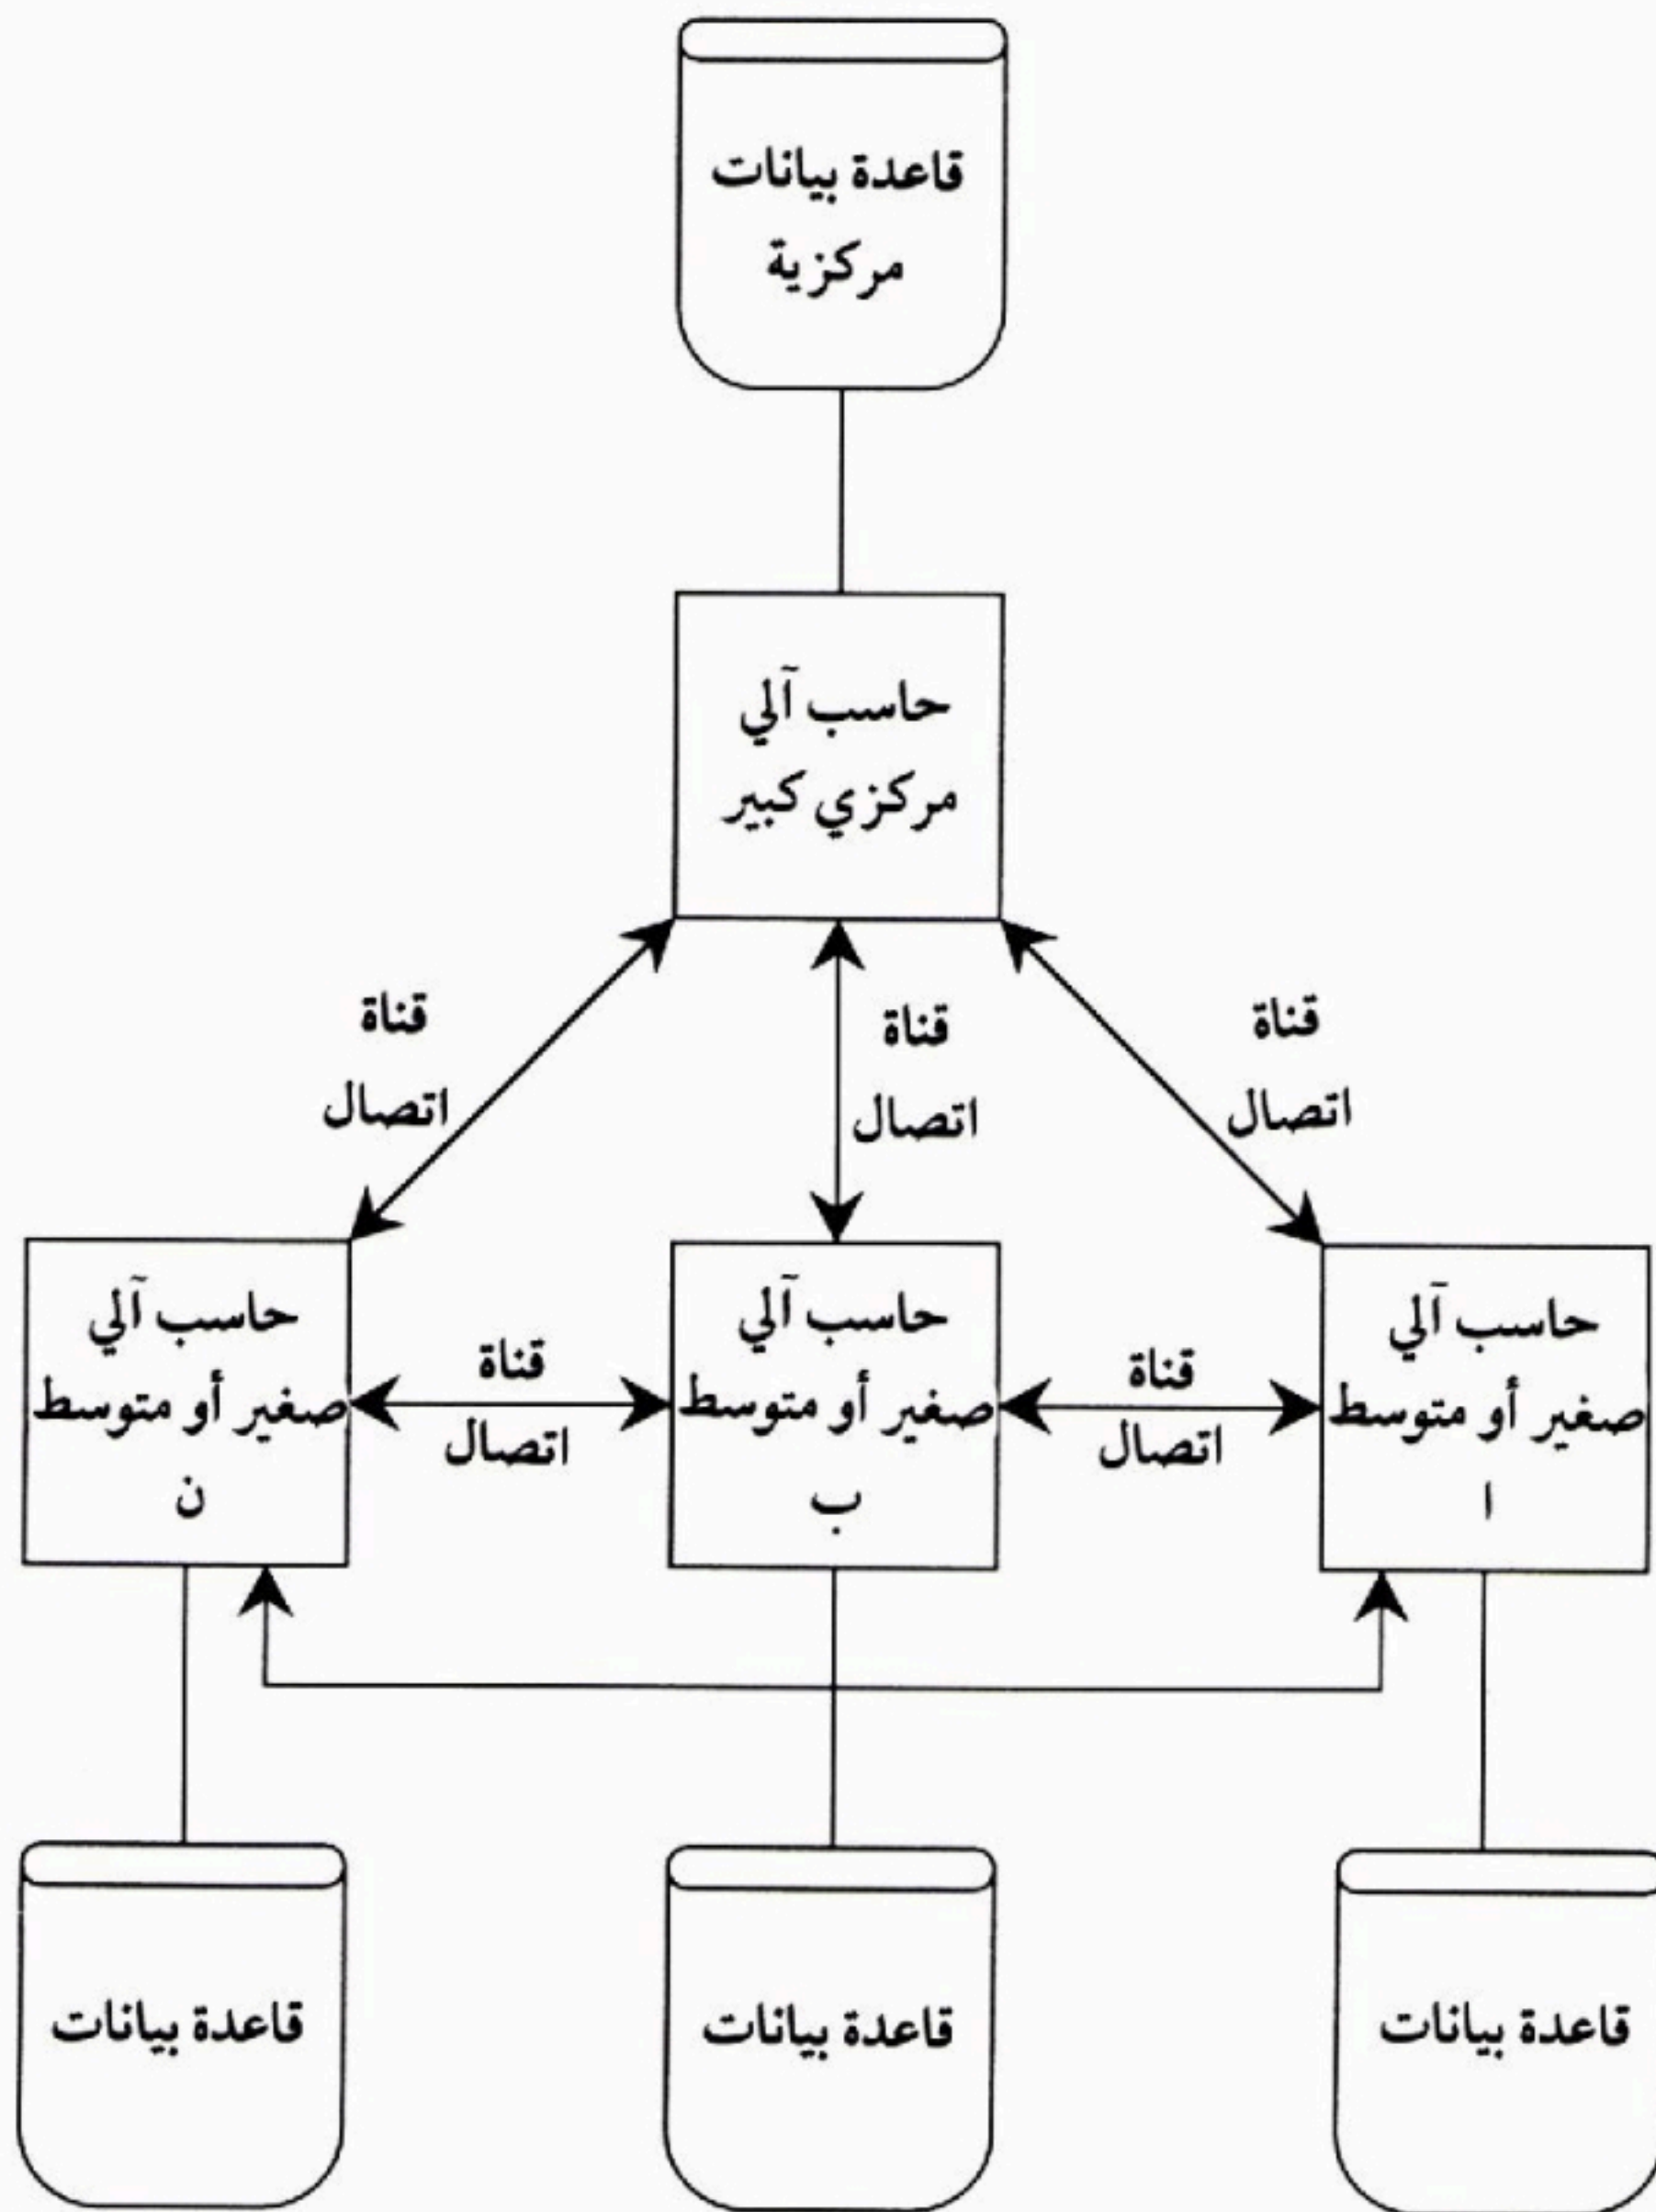 قاعدة بيانات
مركزية
حاسب آلي
مركزي كبير
قناة
اتصال
قناة
اتصال
قناة
اتصال
حاسب آلي
صغير أو متوسط
ا
قناة
اتصال
حاسب آلي
صغير أو متوسط
ب
قناة
اتصال
حاسب آلي
صغير أو متوسط
ن
قاعدة بيانات
قاعدة بيانات
قاعدة بيانات